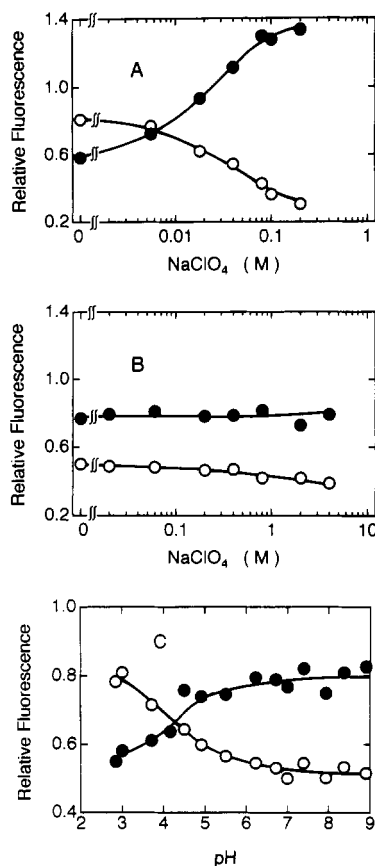 1.4
A
1.0
0.6
0.2
Relative Fluorescence
0
0.01
0.1
1
NaClO₄ ( M )
1.4
B
1.0
0.6
0.2
Relative Fluorescence
0
0.1
1
10
NaClO₄ ( M )
1.0
C
0.8
0.6
0.4
Relative Fluorescence
2 3 4 5 6 7 8 9
pH